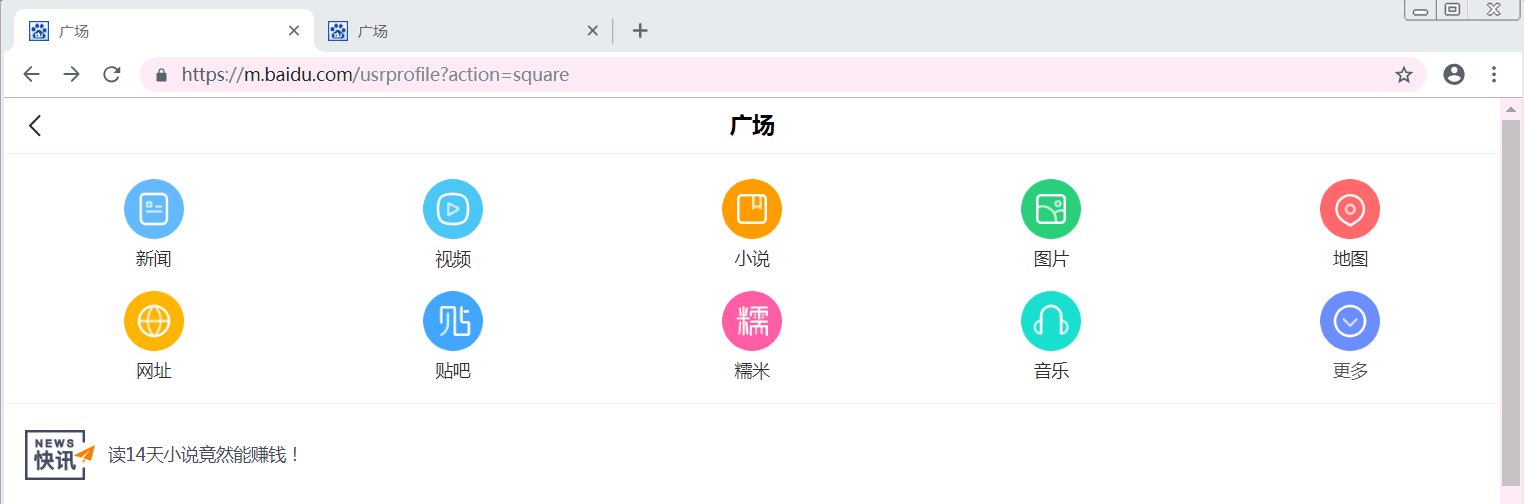 广场
广场
https://m.baidu.com/usrprofile?action=square
广场
新闻
视频
小说
图片
地图
贴
糯
网址
贴吧
糯米
音乐
更多
NEWS
快讯
读14天小说竟然能赚钱！